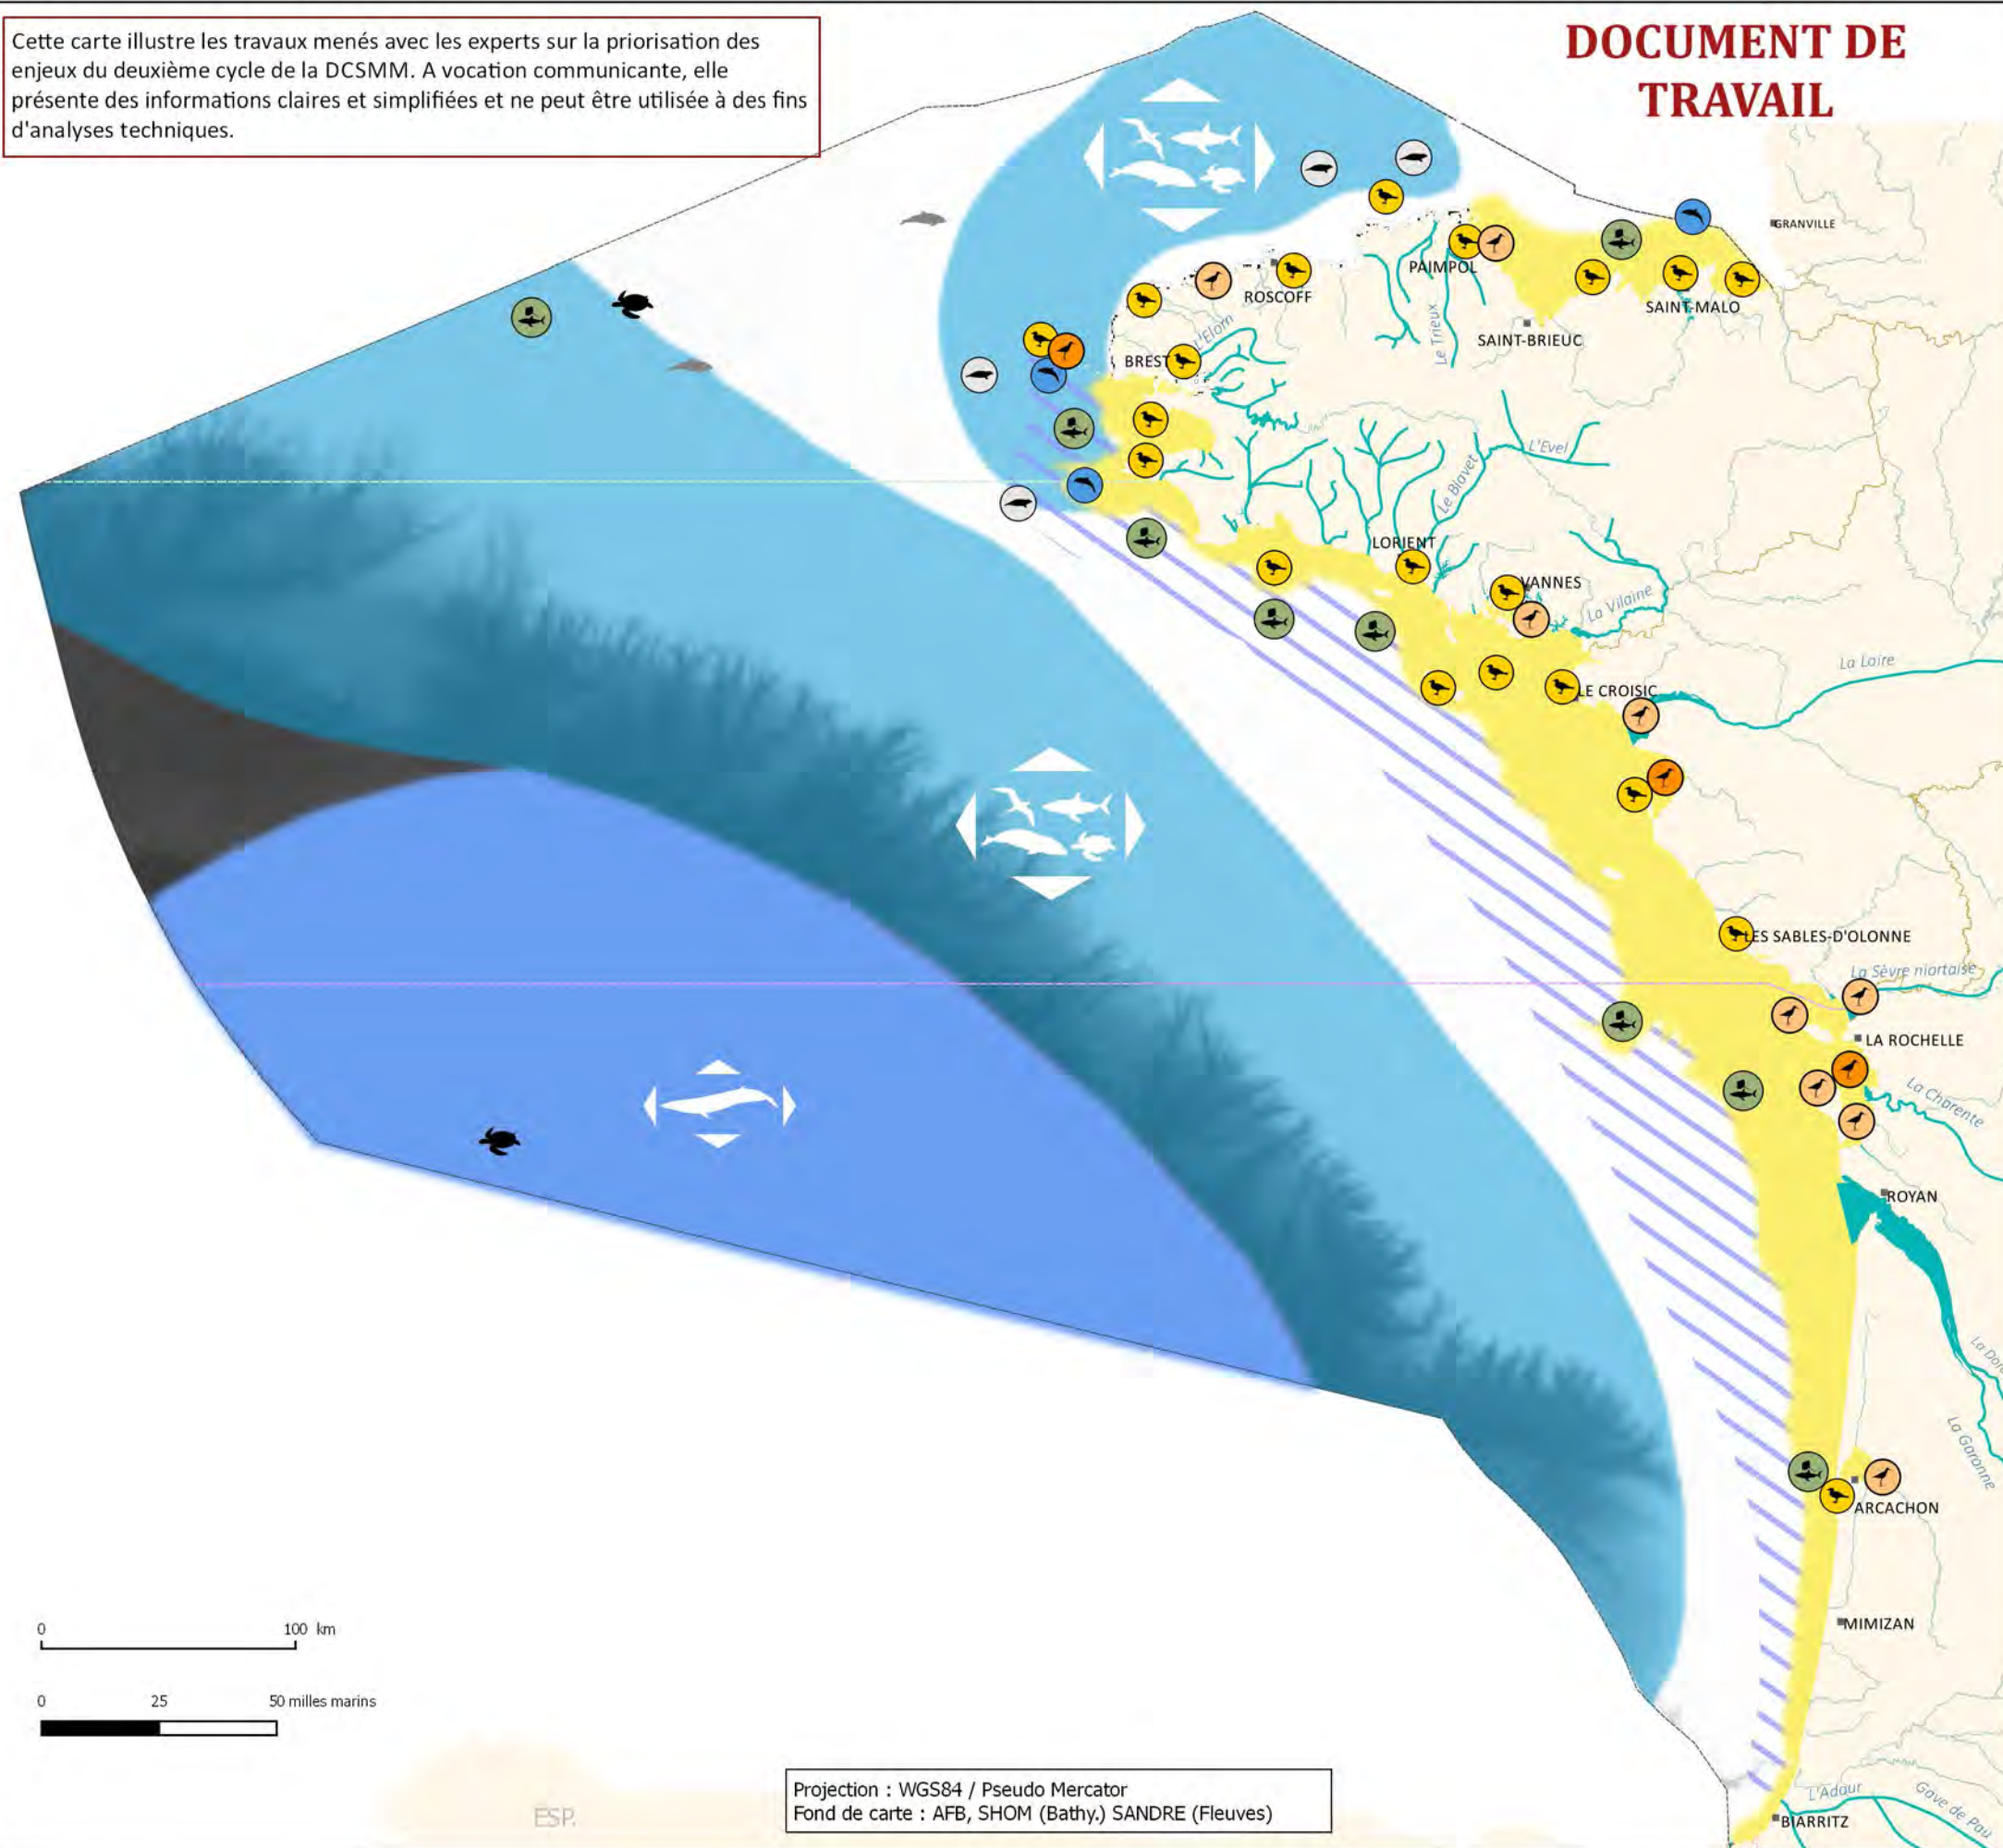 Cette carte illustre les travaux menés avec les experts sur la priorisation des
enjeux du deuxième cycle de la DCSMM. A vocation communicante, elle
présente des informations claires et simplifiées et ne peut être utilisée à des fins
d'analyses techniques.
DOCUMENT DE
TRAVAIL
GRANVILLE
PAIMPOL
ROSCOFF
SAINT-MALO
Le Trieux
SAINT-BRIEUC
L'Elorn
BREST
L'Evel
Le Blavet
LORIENT
VANNES
La Vilaine
La Loire
LE CROISIC
LES SABLES-D'OLONNE
La Sèvre niortaise
LA ROCHELLE
La Charente
ROYAN
La Dor
La Garonne
ARCACHON
MIMIZAN
0 100 km
0 25 50 milles marins
ESP.
Projection : WGS84 / Pseudo Mercator
Fond de carte : AFB, SHOM (Bathy.) SANDRE (Fleuves)
L'Adour
Gave de Pau
BIARRITZ